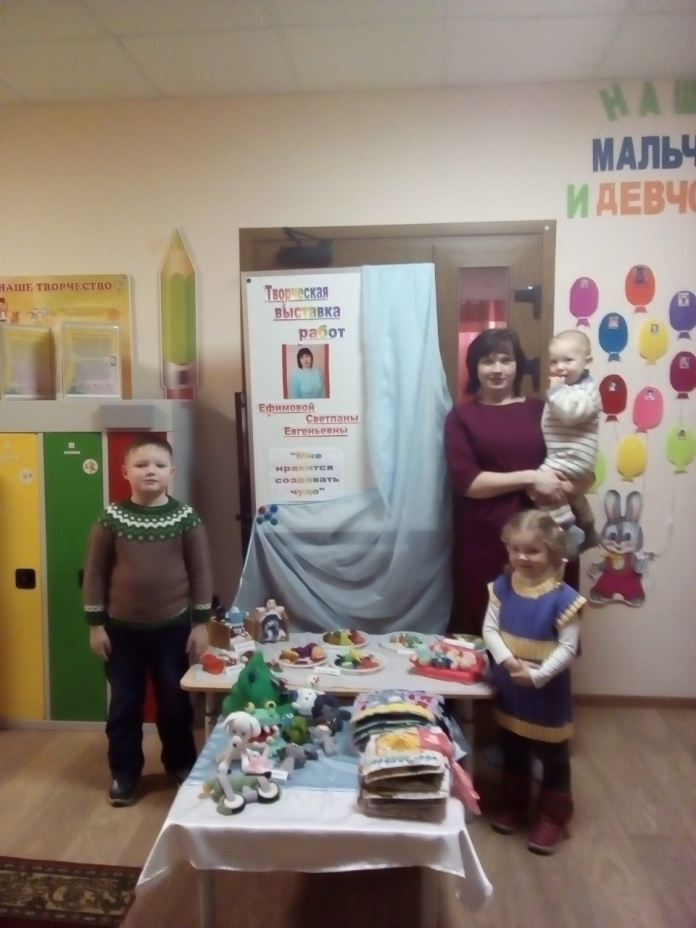 НАШЕ ТВОРЧЕСТВО
Творческая
выставка
работ
Ефимовой
Светланы
Евгеньевны
"Мне
нравится
создавать
чудо"
НАШ
МАЛЬЧ
И ДЕВЧО